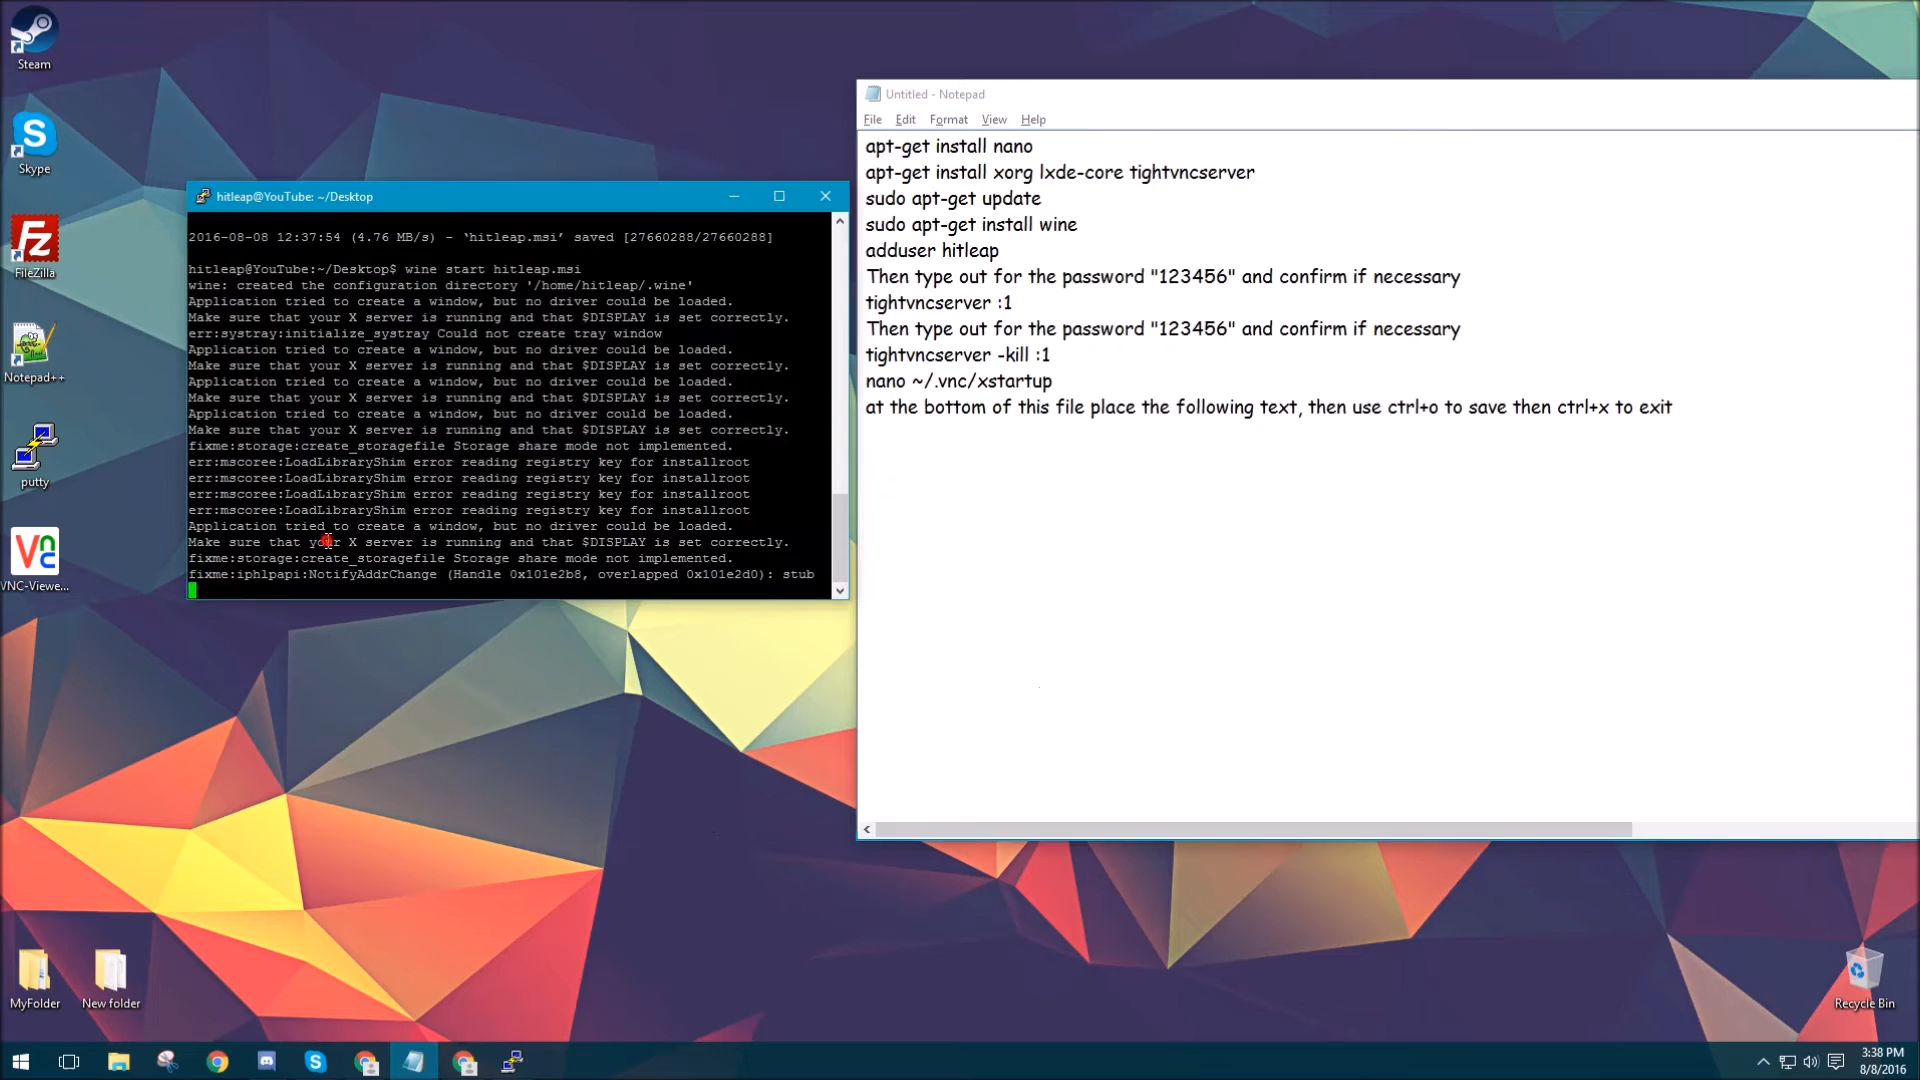 Steam
Skype
FileZilla
Notepad++
putty
VNC-Viewe...
MyFolder
New folder
Recycle Bin
hitleap@YouTube: ~/Desktop
2016-08-08 12:37:54 (4.76 MB/s) - ‘hitleap.msi’ saved [27660288/27660288]
hitleap@YouTube:~/Desktop$ wine start hitleap.msi
wine: created the configuration directory '/home/hitleap/.wine'
Application tried to create a window, but no driver could be loaded.
Make sure that your X server is running and that $DISPLAY is set correctly.
err:systray:initialize_systray Could not create tray window
Application tried to create a window, but no driver could be loaded.
Make sure that your X server is running and that $DISPLAY is set correctly.
Application tried to create a window, but no driver could be loaded.
Make sure that your X server is running and that $DISPLAY is set correctly.
Application tried to create a window, but no driver could be loaded.
Make sure that your X server is running and that $DISPLAY is set correctly.
fixme:storage:create_storagefile Storage share mode not implemented.
err:mscoree:LoadLibraryShim error reading registry key for installroot
err:mscoree:LoadLibraryShim error reading registry key for installroot
err:mscoree:LoadLibraryShim error reading registry key for installroot
err:mscoree:LoadLibraryShim error reading registry key for installroot
Application tried to create a window, but no driver could be loaded.
Make sure that your X server is running and that $DISPLAY is set correctly.
fixme:storage:create_storagefile Storage share mode not implemented.
fixme:iphlpapi:NotifyAddrChange (Handle 0x101e2b8, overlapped 0x101e2d0): stub
Untitled - Notepad
File Edit Format View Help
apt-get install nano
apt-get install xorg lxde-core tightvncserver
sudo apt-get update
sudo apt-get install wine
adduser hitleap
Then type out for the password "123456" and confirm if necessary
tightvncserver :1
Then type out for the password "123456" and confirm if necessary
tightvncserver -kill :1
nano ~/.vnc/xstartup
at the bottom of this file place the following text, then use ctrl+o to save then ctrl+x to exit
3:38 PM
8/8/2016